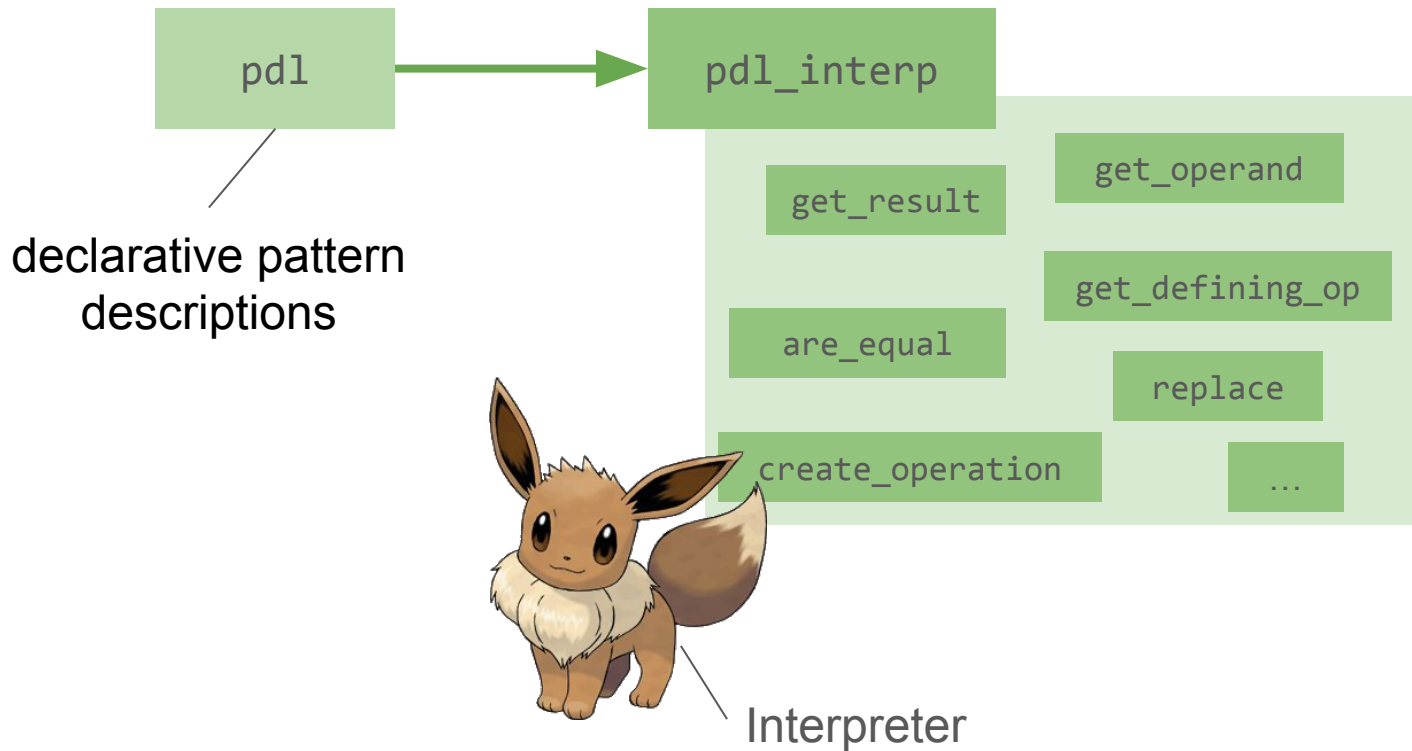 pdl
pdl_interp
declarative pattern
descriptions
get_result
get_operand
get_defining_op
are_equal
replace
create_operation
...
Interpreter